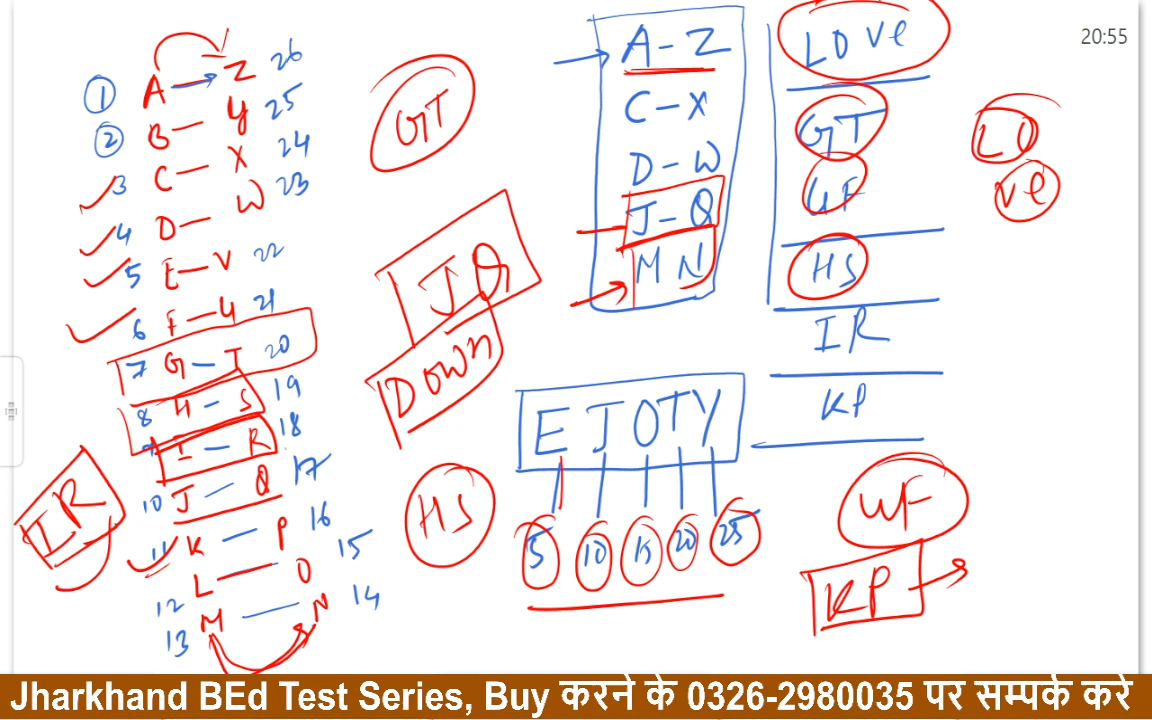 20:55
1 A - Z 26
2 B - Y 25
3 C - X 24
4 D - W 23
5 E - V 22
6 F - U 21
7 G - T 20
8 H - S 19
9 I - R 18
10 J - Q 17
11 K - P 16
12 L - O 15
13 M - N 14
IR
GT
JQ
DOWN
HS
A - Z
C - X
D - W
J - Q
M N
EJOTY
5 10 15 20 25
LOVe
GT
UF
HS
IR
KP
LO
Ve
UF
KP
Jharkhand BEd Test Series, Buy करने के 0326-2980035 पर सम्पर्क करे